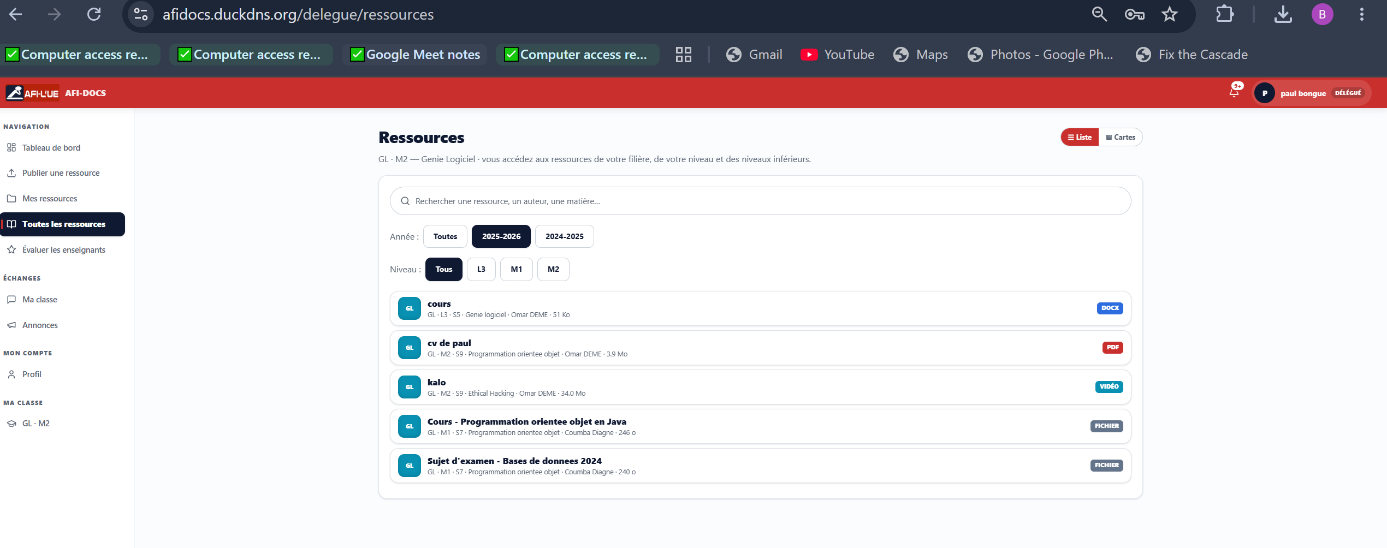 afidocs.duckdns.org/delegue/ressources
B
Computer access re...
Computer access re...
Google Meet notes
Computer access re...
Gmail
YouTube
Maps
Photos - Google Ph...
Fix the Cascade
AFI-L'UE
AFI-DOCS
9+
P
paul bongue
DÉLÉGUÉ
NAVIGATION
Tableau de bord
Publier une ressource
Mes ressources
Toutes les ressources
Évaluer les enseignants
ÉCHANGES
Ma classe
Annonces
MON COMPTE
Profil
MA CLASSE
GL · M2
Ressources
Liste
Cartes
GL · M2 — Genie Logiciel · vous accédez aux ressources de votre filière, de votre niveau et des niveaux inférieurs.
Rechercher une ressource, un auteur, une matière...
Année : Toutes 2025-2026 2024-2025
Niveau : Tous L3 M1 M2
GL
cours
GL · L3 · S5 · Genie logiciel · Omar DEME · 51 Ko
DOCX
GL
cv de paul
GL · M2 · S9 · Programmation orientee objet · Omar DEME · 3.9 Mo
PDF
GL
kalo
GL · M2 · S9 · Ethical Hacking · Omar DEME · 34.0 Mo
VIDÉO
GL
Cours - Programmation orientee objet en Java
GL · M1 · S7 · Programmation orientee objet · Coumba Diagne · 246 o
FICHIER
GL
Sujet d'examen - Bases de donnees 2024
GL · M1 · S7 · Programmation orientee objet · Coumba Diagne · 240 o
FICHIER